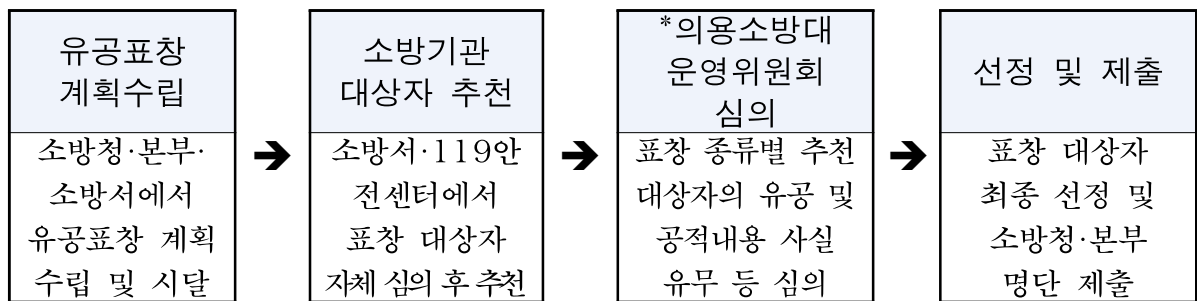 유공표창
계획수립
소방청·본부·
소방서에서
유공표창 계획
수립 및 시달
➔
소방기관
대상자 추천
소방서·119안
전센터에서
표창 대상자
자체 심의 후 추천
➔
*의용소방대
운영위원회
심의
표창 종류별 추천
대상자의 유공 및
공적내용 사실
유무 등 심의
➔
선정 및 제출
표창 대상자
최종 선정 및
소방청·본부
명단 제출